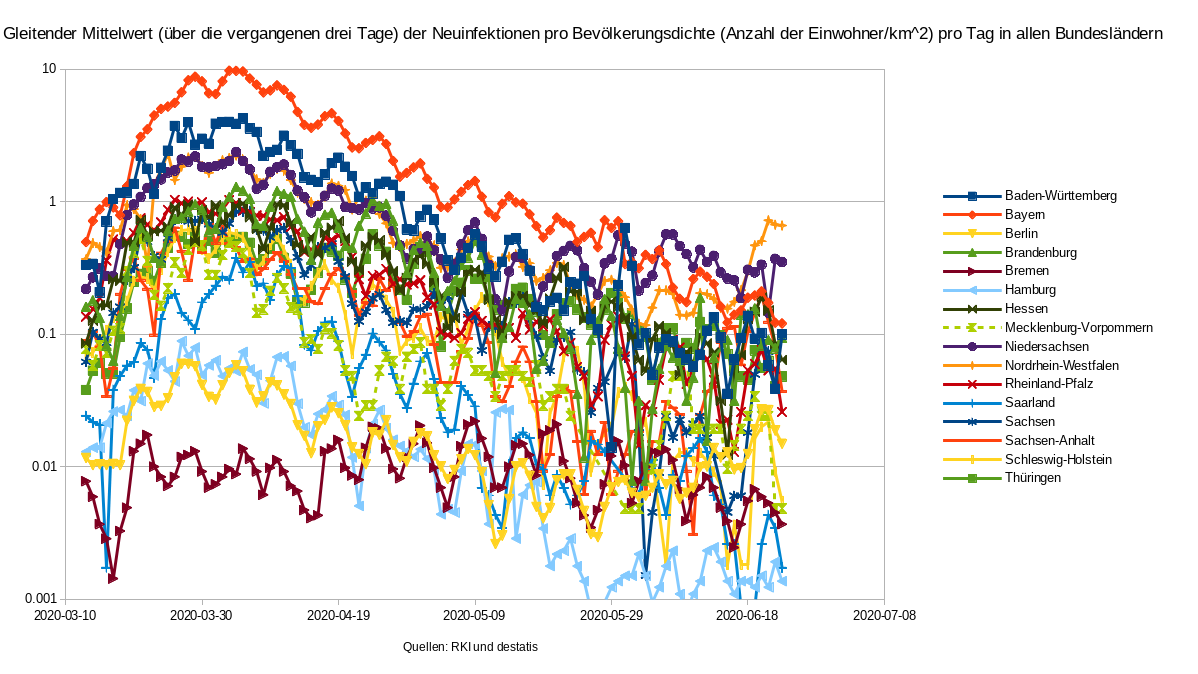 Gleitender Mittelwert (über die vergangenen drei Tage) der Neuinfektionen pro Bevölkerungsdichte (Anzahl der Einwohner/km^2) pro Tag in allen Bundesländern
10
1
0.1
0.01
0.001
2020-03-10
2020-03-30
2020-04-19
2020-05-09
2020-05-29
2020-06-18
2020-07-08
Quellen: RKI und destatis
Baden-Württemberg
Bayern
Berlin
Brandenburg
Bremen
Hamburg
Hessen
Mecklenburg-Vorpommern
Niedersachsen
Nordrhein-Westfalen
Rheinland-Pfalz
Saarland
Sachsen
Sachsen-Anhalt
Schleswig-Holstein
Thüringen